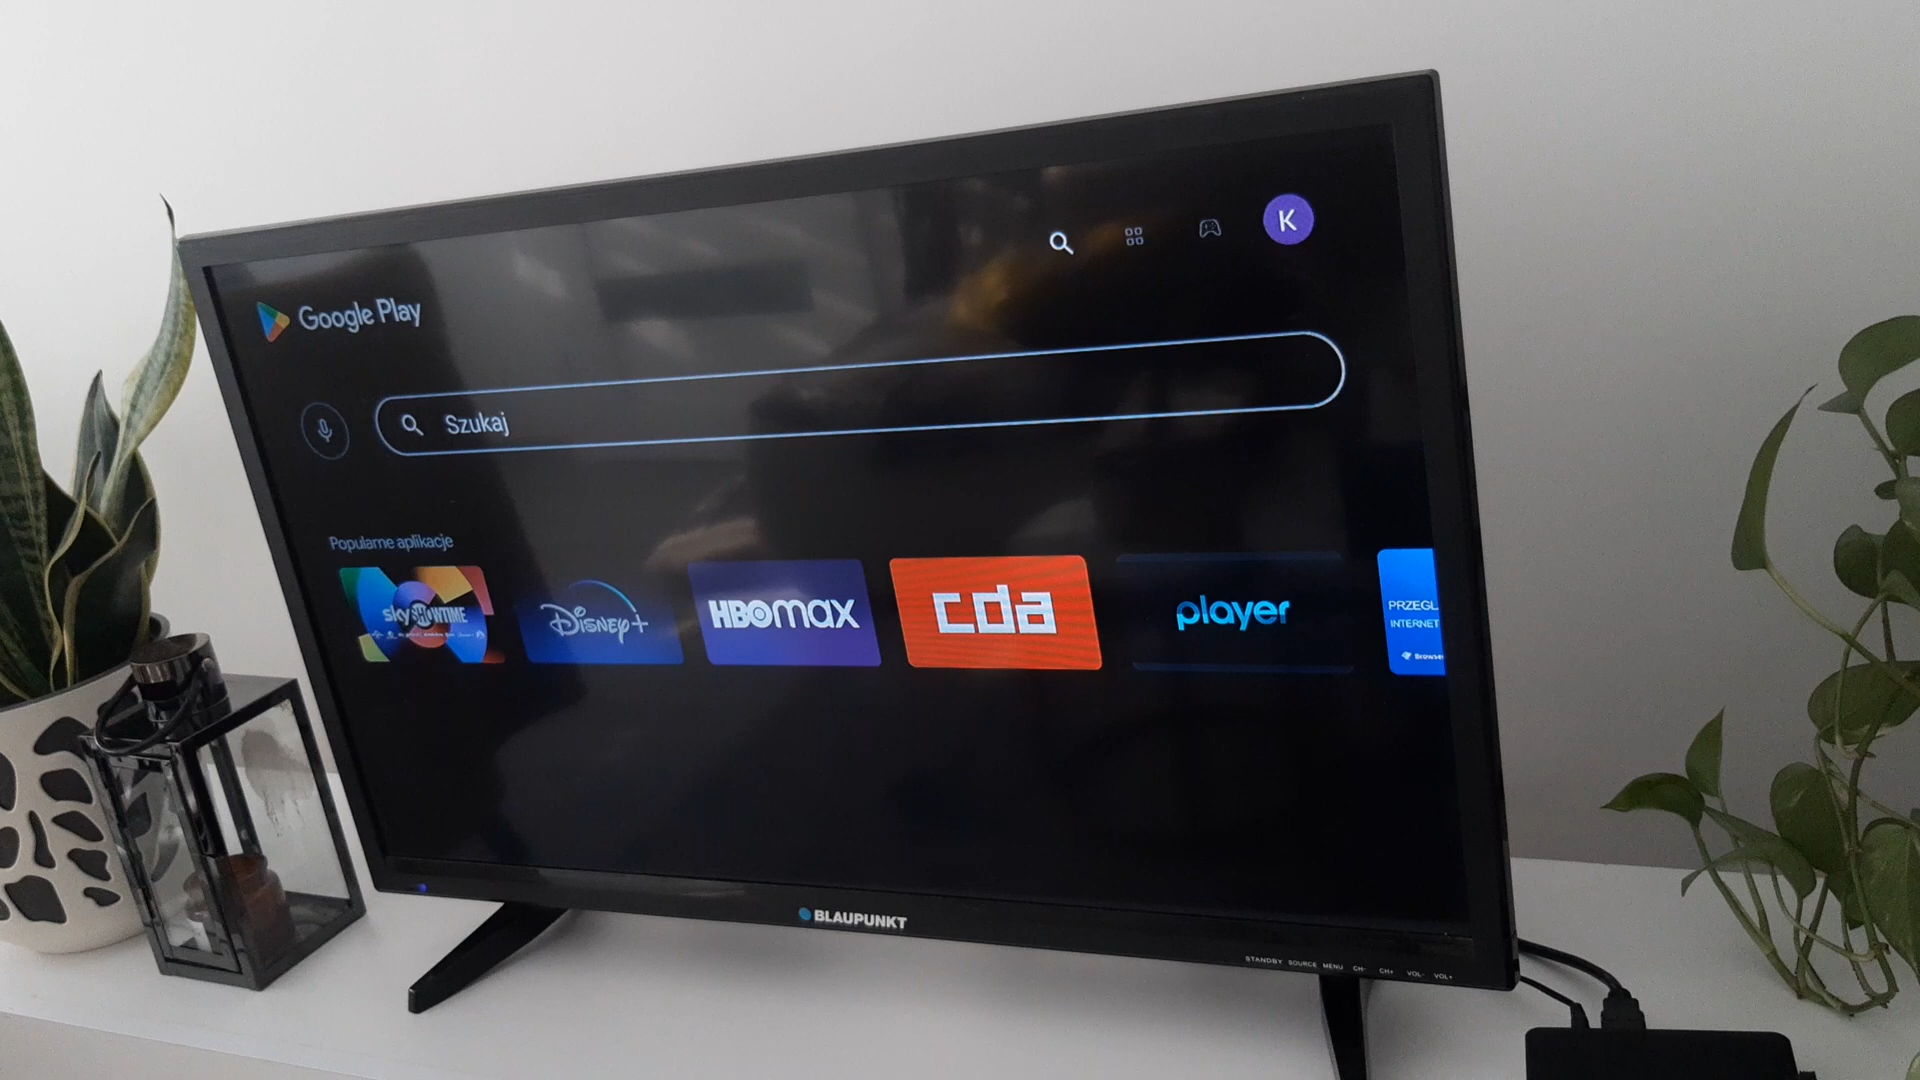 K
Google Play
Szukaj
Popularne aplikacje
sky SHOWTIME
Disney+
HBOmax
cda
player
PRZEGL
INTERNET
Browse
BLAUPUNKT
STANDBY SOURCE MENU CH- CH+ VOL- VOL+